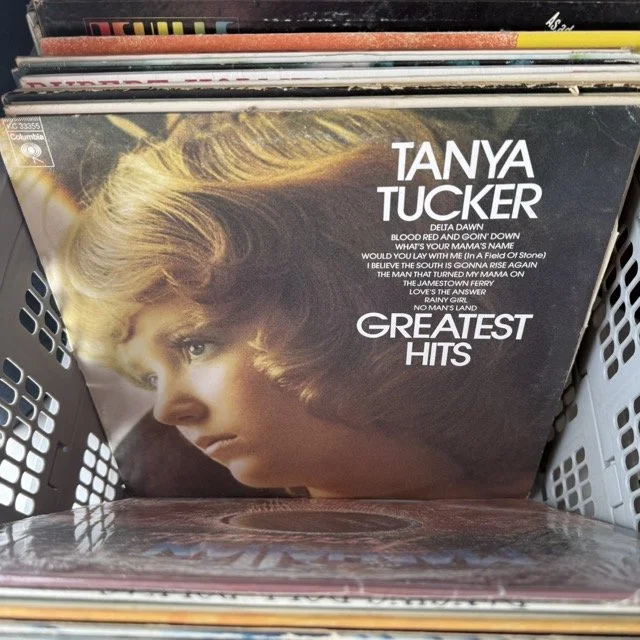 KC 33355
Columbia
TANYA
TUCKER
DELTA DAWN
BLOOD RED AND GOIN' DOWN
WHAT'S YOUR MAMA'S NAME
WOULD YOU LAY WITH ME (In A Field Of Stone)
I BELIEVE THE SOUTH IS GONNA RISE AGAIN
THE MAN THAT TURNED MY MAMA ON
THE JAMESTOWN FERRY
LOVE'S THE ANSWER
RAINY GIRL
NO MAN'S LAND
GREATEST
HITS